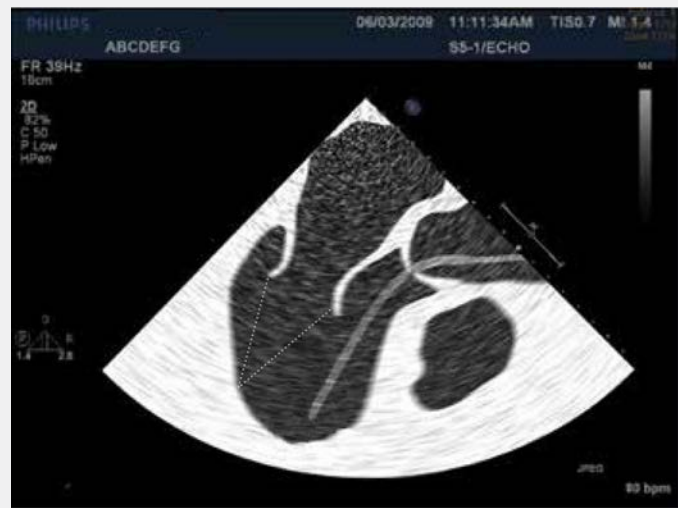 PHILIPS
06/03/2009 11:11:34AM TIS0.7 MI 1.4
ABCDEFG S5-1/ECHO
FR 39Hz
18cm
M4
2D
82%
C 50
P Low
HPen
P R
1.4 2.8
JPEG
80 bpm